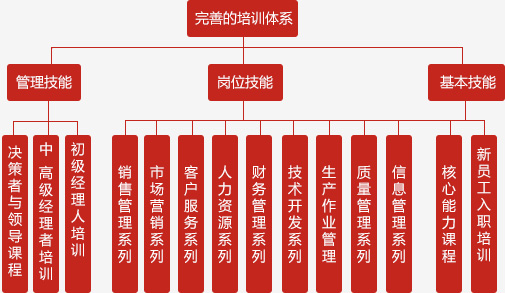 完善的培训体系
管理技能
岗位技能
基本技能
决策者与领导课程
中 高级经理者培训
初级经理人培训
销售管理系列
市场营销系列
客户服务系列
人力资源系列
财务管理系列
技术开发系列
生产作业管理
质量管理系列
信息管理系列
核心能力课程
新员工入职培训